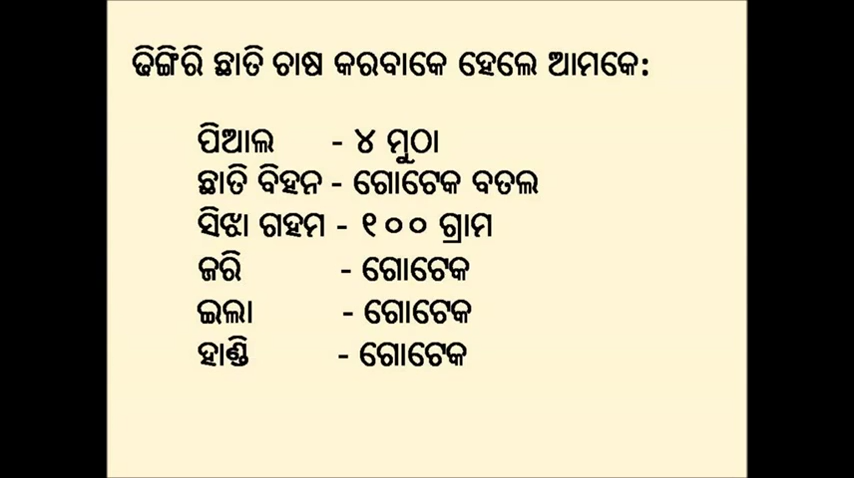 ଢିଙ୍ଗିରି ଛାତି ଚାଷ କରବାକେ ହେଲେ ଆମକେ:
ପିଆଲ - ୪ ମୁଠା
ଛାତି ବିହନ - ଗୋଟେକ ବତଲ
ସିଝା ଗହମ - ୧୦୦ ଗ୍ରାମ
ଜରି - ଗୋଟେକ
ଇଲା - ଗୋଟେକ
ହାଣ୍ଡି - ଗୋଟେକ